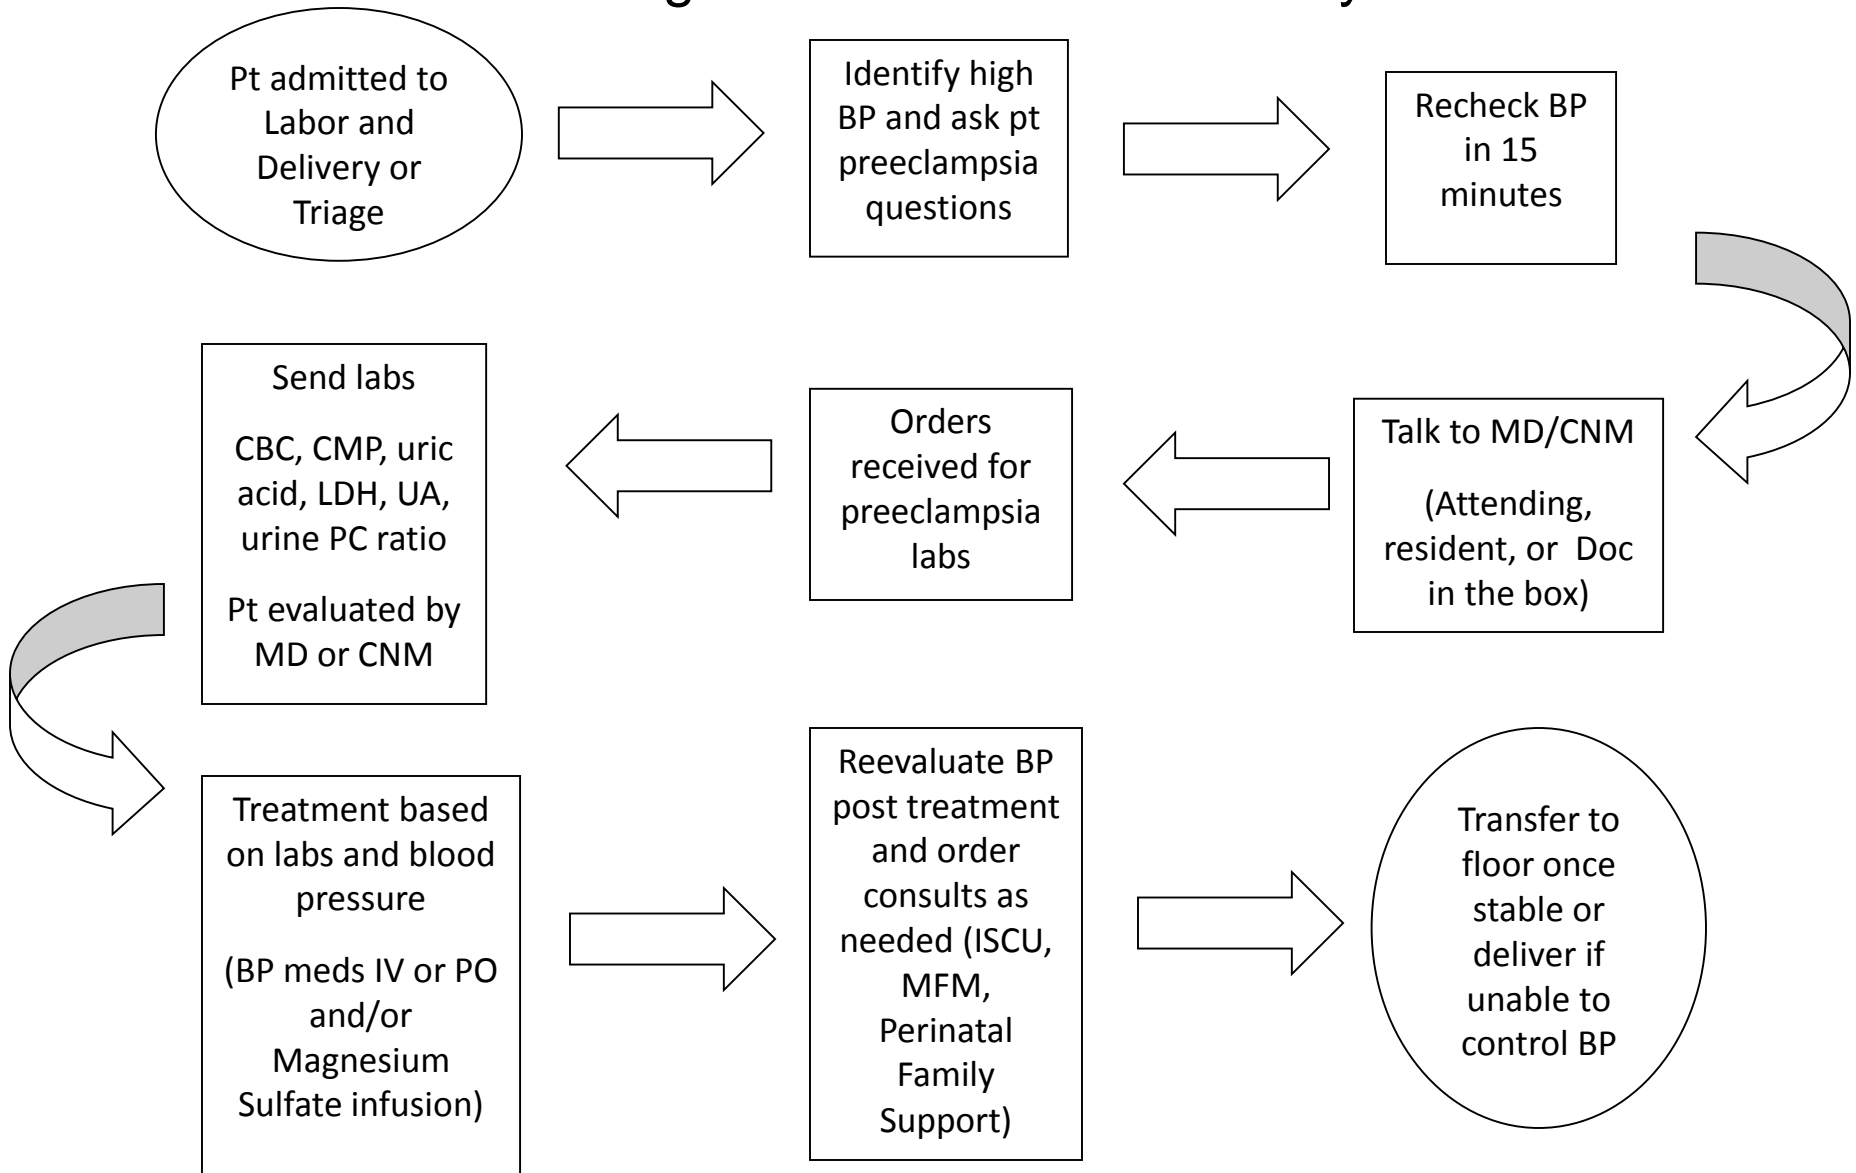 Pt admitted to
Labor and
Delivery or
Triage
Identify high
BP and ask pt
preeclampsia
questions
Recheck BP
in 15
minutes
Talk to MD/CNM
(Attending,
resident, or  Doc
in the box)
Orders
received for
preeclampsia
labs
Send labs
CBC, CMP, uric
acid, LDH, UA,
urine PC ratio
Pt evaluated by
MD or CNM
Treatment based
on labs and blood
pressure
(BP meds IV or PO
and/or
Magnesium
Sulfate infusion)
Reevaluate BP
post treatment
and order
consults as
needed (ISCU,
MFM,
Perinatal
Family
Support)
Transfer to
floor once
stable or
deliver if
unable to
control BP